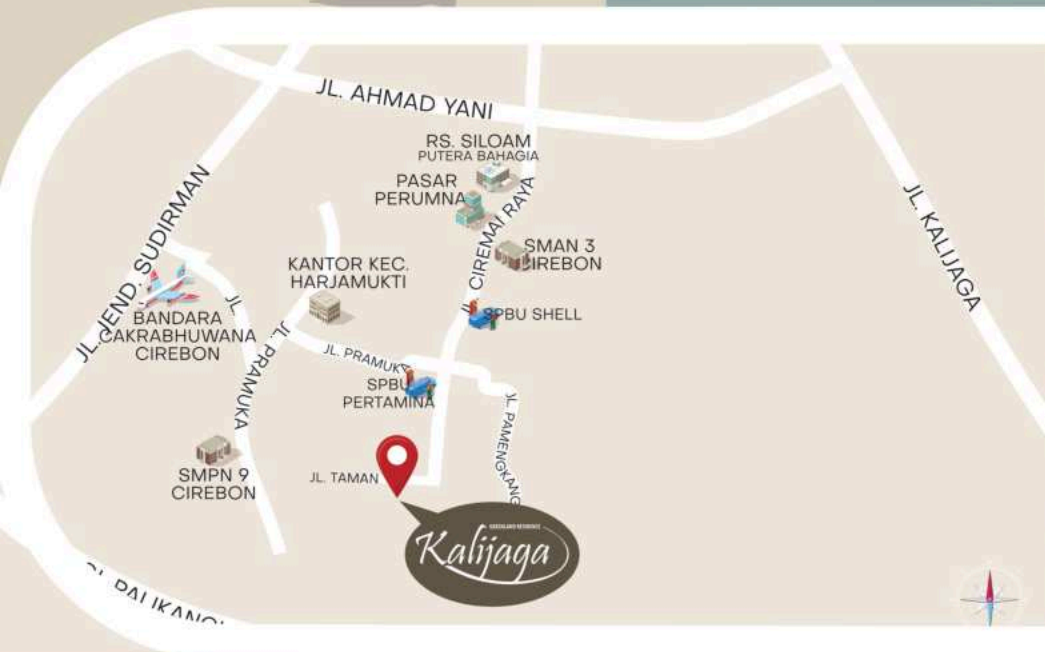 JL. AHMAD YANI
RS. SILOAM
PUTERA BAHAGIA
PASAR
PERUMNA
JL. JEND. SUDIRMAN
CIREMAI RAYA
SMAN 3
CIREBON
JL. KALIJAGA
KANTOR KEC.
HARJAMUKTI
SPBU SHELL
BANDARA
CAKRABHUWANA
CIREBON
JL.
JL. PRAMUKA
JL. PRAMUKA
SPBU
PERTAMINA
JL. PAMENGKANG
SMPN 9
CIREBON
JL. TAMAN
Kalijaga